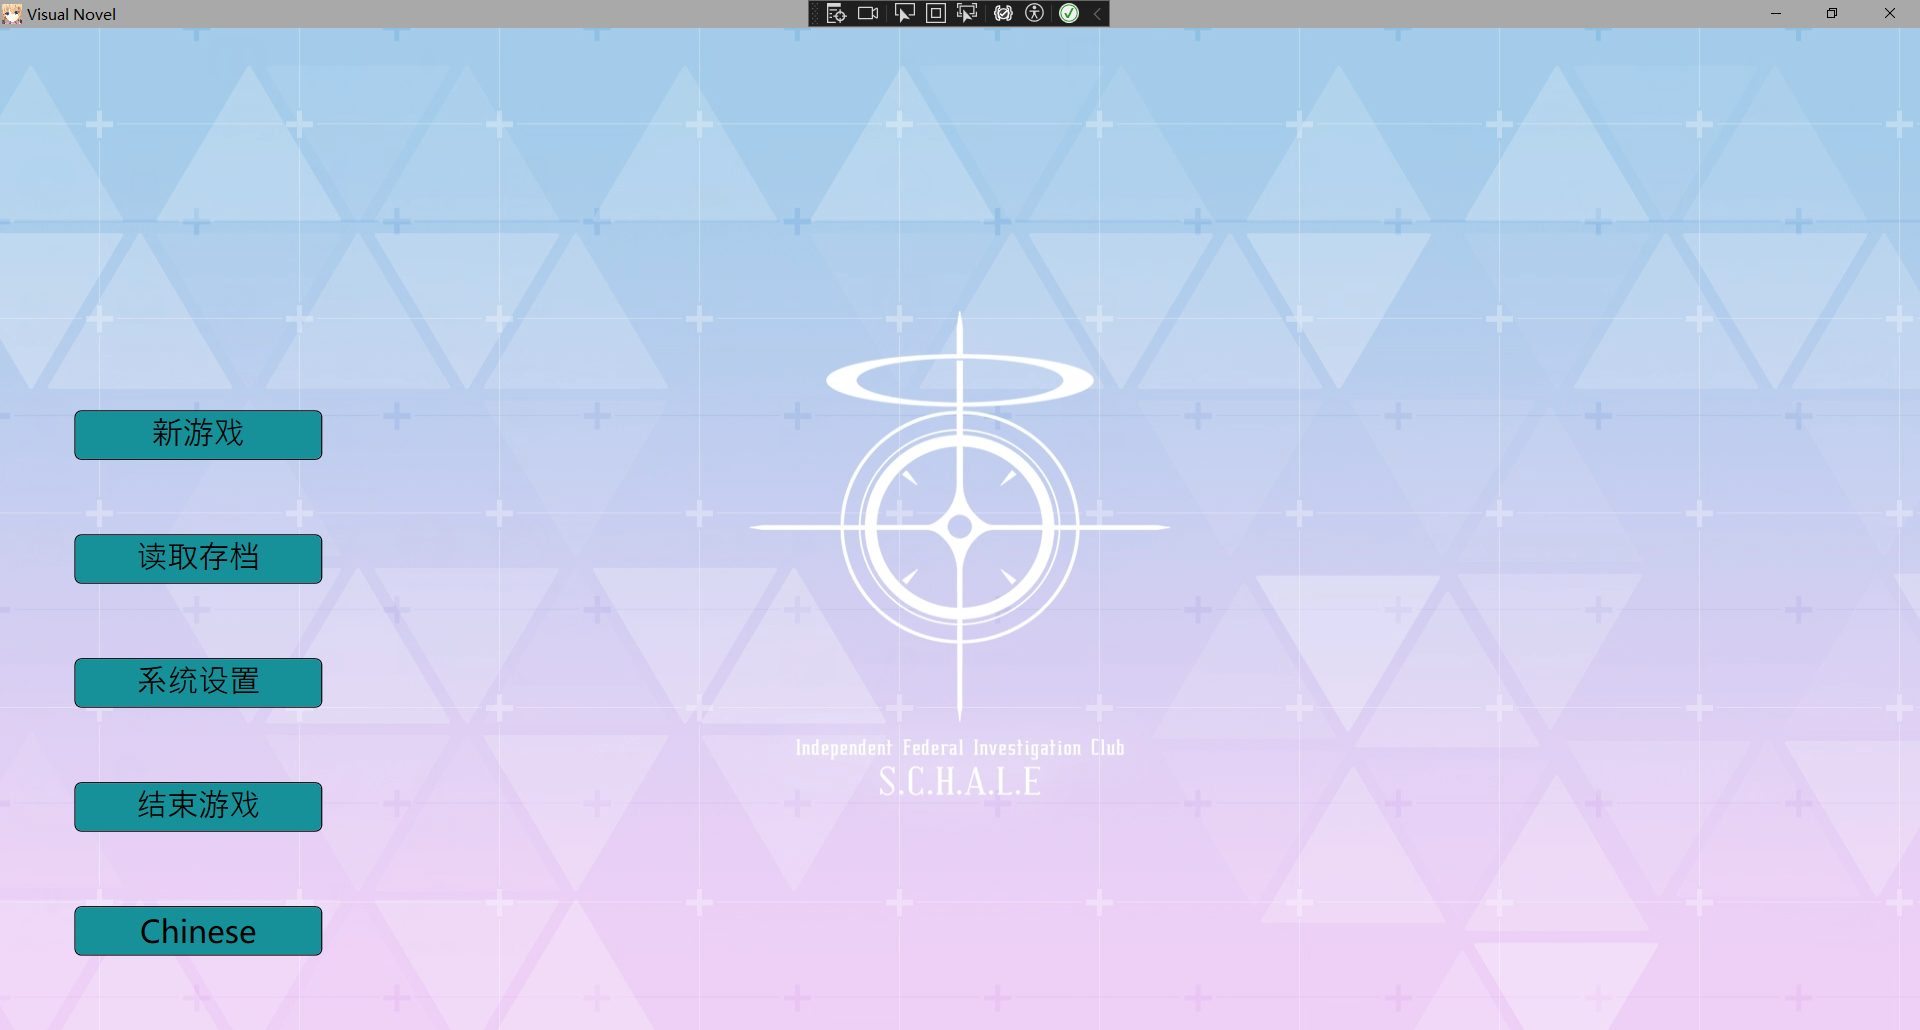 Visual Novel
新游戏
读取存档
系统设置
结束游戏
Chinese
Independent Federal Investigation Club
S.C.H.A.L.E